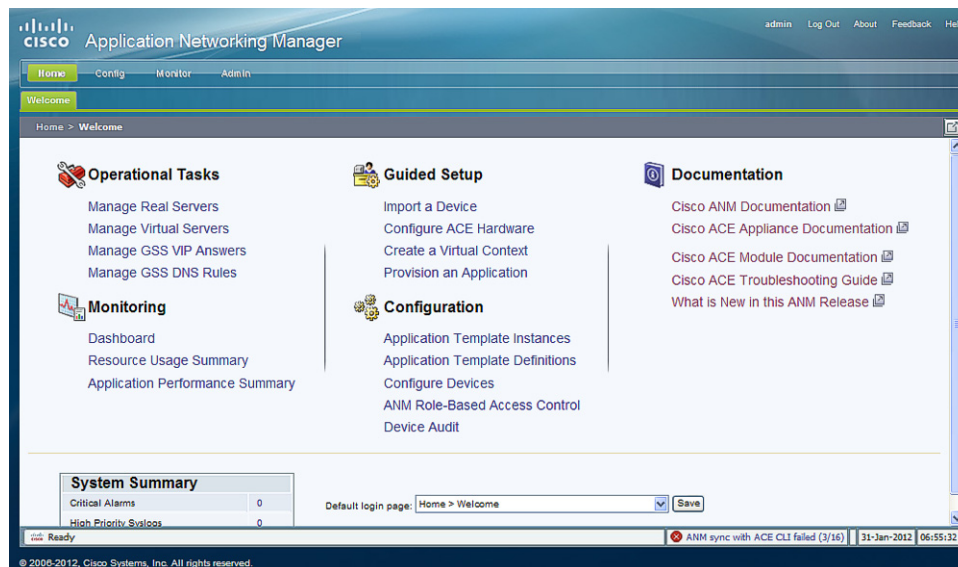 admin Log Out About Feedback Hel
CISCO Application Networking Manager
Home Config Monitor Admin
Welcome
Home > Welcome
Operational Tasks
Manage Real Servers
Manage Virtual Servers
Manage GSS VIP Answers
Manage GSS DNS Rules
Monitoring
Dashboard
Resource Usage Summary
Application Performance Summary
Guided Setup
Import a Device
Configure ACE Hardware
Create a Virtual Context
Provision an Application
Configuration
Application Template Instances
Application Template Definitions
Configure Devices
ANM Role-Based Access Control
Device Audit
Documentation
Cisco ANM Documentation
Cisco ACE Appliance Documentation
Cisco ACE Module Documentation
Cisco ACE Troubleshooting Guide
What is New in this ANM Release
System Summary
Critical Alarms 0
High Priority Syslogs 0
Default login page: Home > Welcome Save
Ready ANM sync with ACE CLI failed (3/16) 31-Jan-2012 06:55:32
© 2006-2012, Cisco Systems, Inc. All rights reserved.